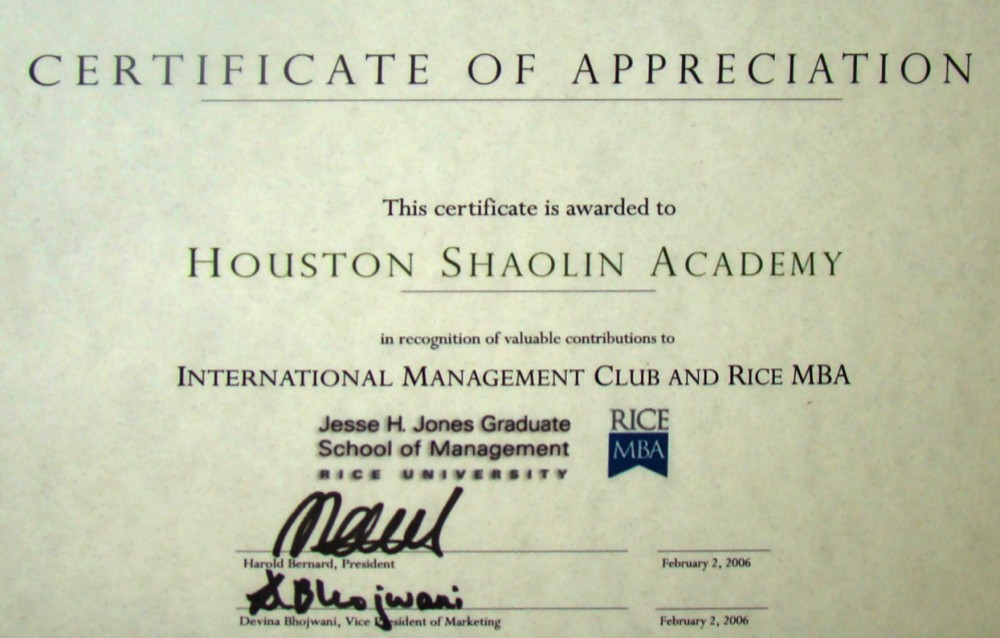 CERTIFICATE OF APPRECIATION
This certificate is awarded to
HOUSTON SHAOLIN ACADEMY
in recognition of valuable contributions to
INTERNATIONAL MANAGEMENT CLUB AND RICE MBA
Jesse H. Jones Graduate
School of Management
RICE UNIVERSITY
RICE
MBA
Harold Bernard, President
February 2, 2006
Bhojwani
Devina Bhojwani, Vice President of Marketing
February 2, 2006